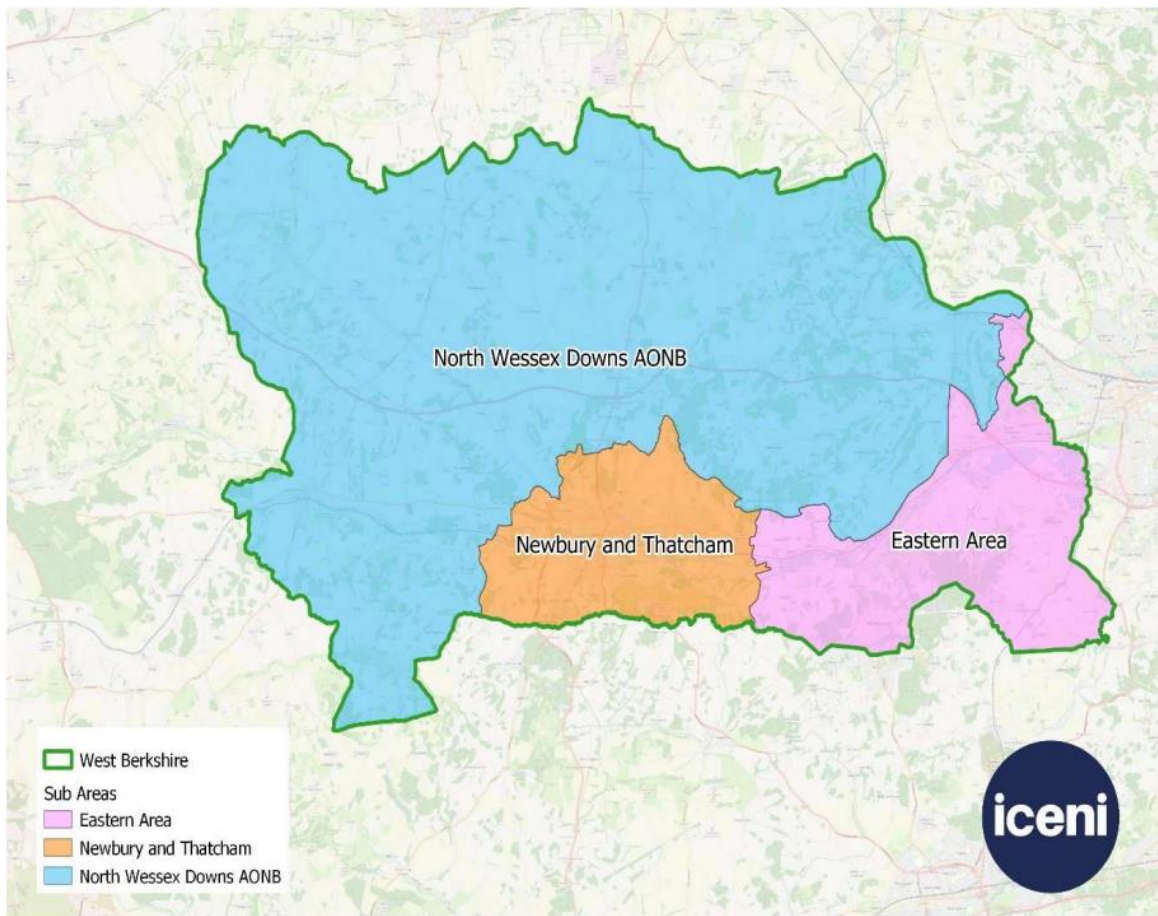 North Wessex Downs AONB
Newbury and Thatcham
Eastern Area
West Berkshire
Sub Areas
Eastern Area
Newbury and Thatcham
North Wessex Downs AONB
iceni